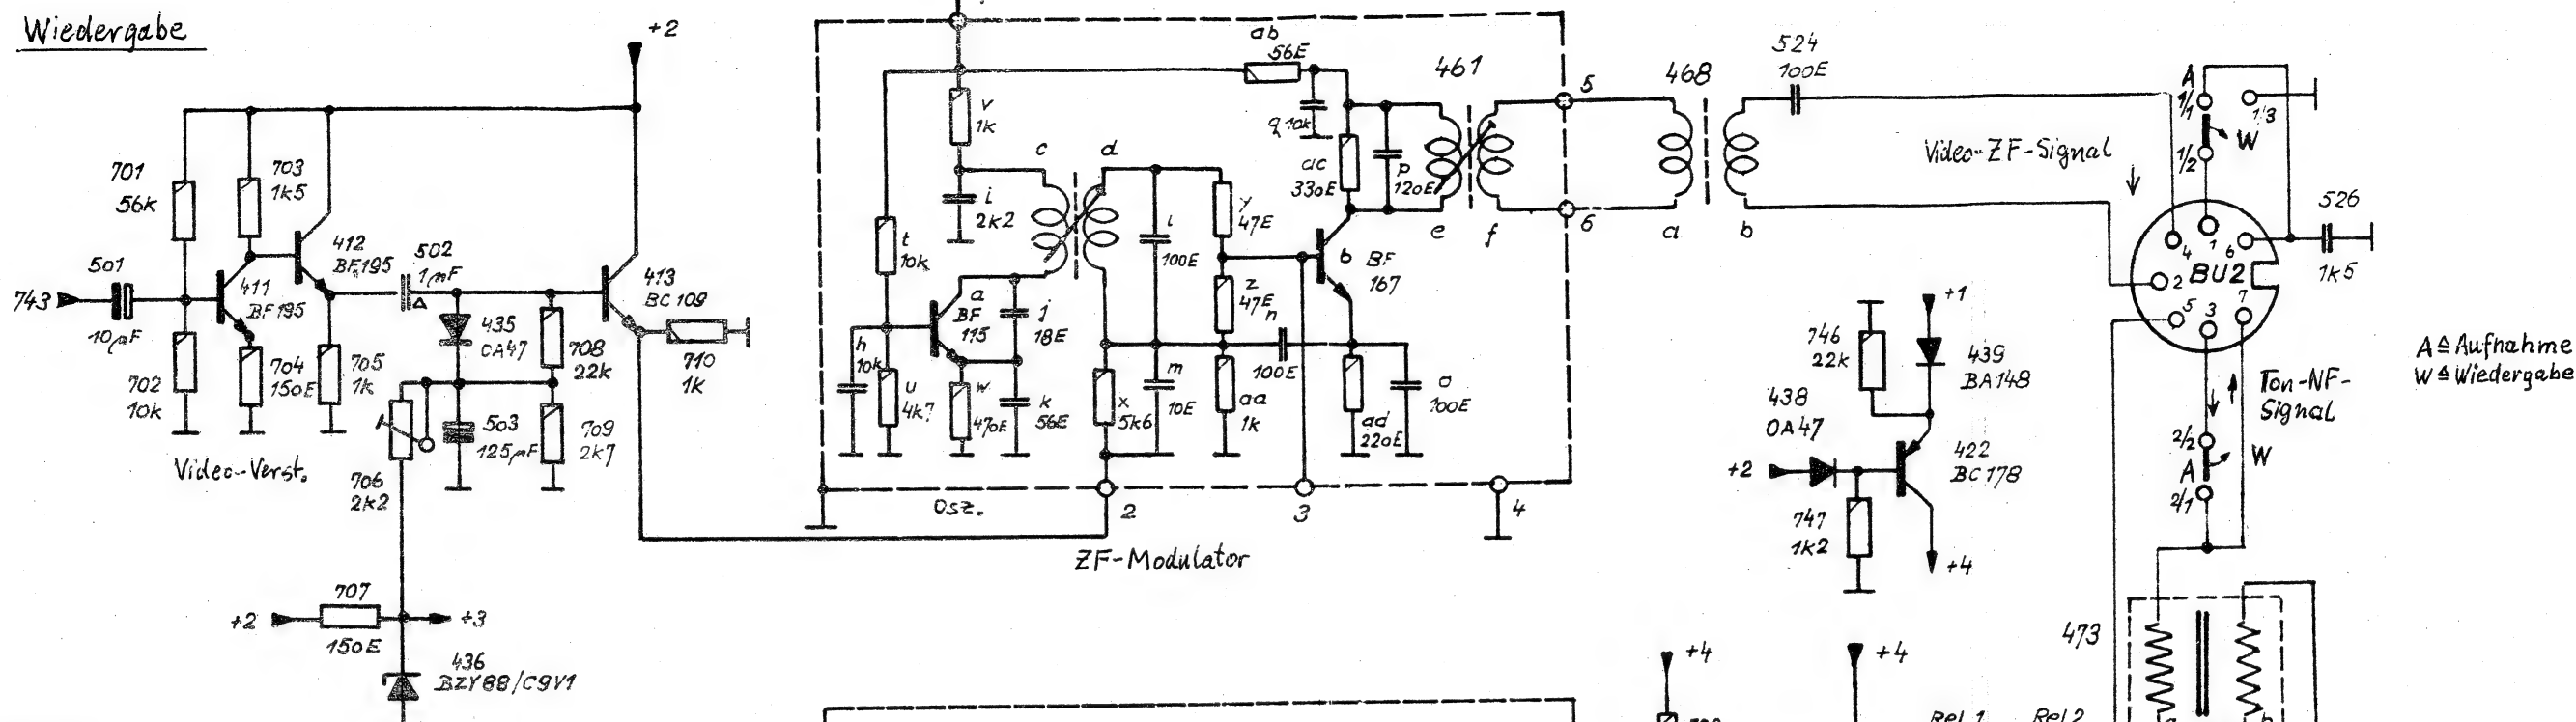 Wiedergabe
+2
701
56k
703
1k5
412
BF195
502
1µF
413
BC109
501
743
10µF
411
BF195
435
OA47
708
22k
710
1k
702
10k
704
150E
705
1k
503
125µF
709
2k7
706
2k2
Video-Verst.
707
+2
150E
+3
436
BZY88/C9V1
ab
56E
v
1k
q 10k
ac
330E
p
120E
461
5
468
524
100E
c
d
i
2k2
l
100E
y
47E
e
f
6
a
b
t
10k
a
BF
115
j
18E
z
47E
n
100E
b
BF
167
h
10k
u
4k7
w
470E
k
56E
x
5k6
m
10E
aa
1k
ad
220E
o
100E
Osz.
2
3
4
ZF-Modulator
Video-ZF-Signal
A
1/1
1/3
W
1/2
526
1k5
4
1
6
BU2
2
5
3
7
+1
746
22k
439
BA148
438
OA47
+2
422
BC178
747
1k2
+4
A≙Aufnahme
W≙Wiedergabe
Ton-NF-
Signal
2/2
W
A
2/1
473
+4
+4
Rel 1
Rel 2